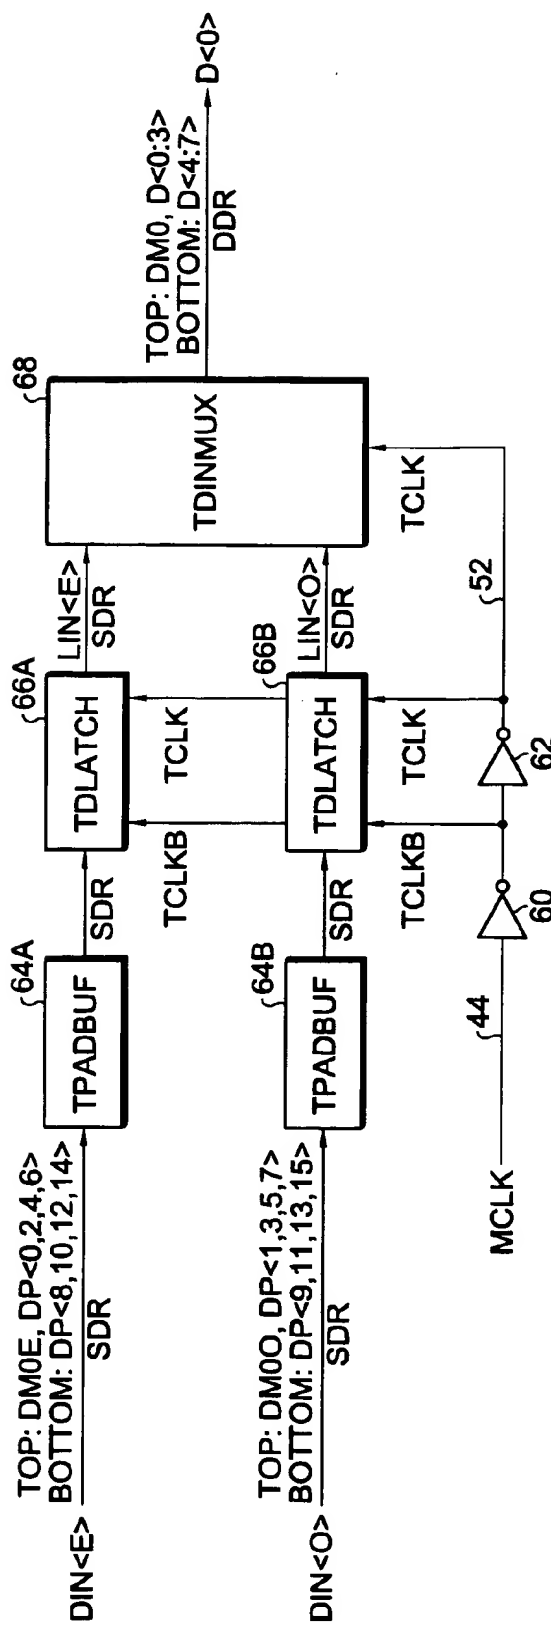 TOP: DM0E, DP<0,2,4,6>
BOTTOM: DP<8,10,12,14>
DIN<E>
SDR
64A
TPADBUF
SDR
66A
TDLATCH
LIN<E>
SDR
68
TDINMUX
TOP: DM0, D<0:3>
BOTTOM: D<4:7>
DDR
D<0>
TCLKB
TCLK
TOP: DM0O, DP<1,3,5,7>
BOTTOM: DP<9,11,13,15>
DIN<O>
SDR
64B
TPADBUF
SDR
66B
TDLATCH
LIN<O>
SDR
TCLKB
TCLK
TCLK
MCLK
44
60
62
52